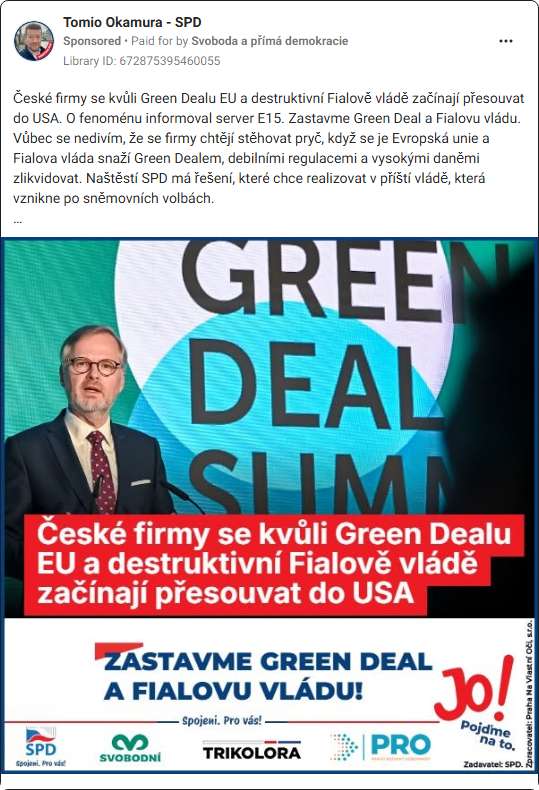 Tomio Okamura - SPD
Sponsored • Paid for by Svoboda a přímá demokracie
Library ID: 672875395460055
České firmy se kvůli Green Dealu EU a destruktivní Fialově vládě začínají přesouvat
do USA. O fenoménu informoval server E15. Zastavme Green Deal a Fialovu vládu.
Vůbec se nedivím, že se firmy chtějí stěhovat pryč, když se je Evropská unie a
Fialova vláda snaží Green Dealem, debilními regulacemi a vysokými daněmi
zlikvidovat. Naštěstí SPD má řešení, které chce realizovat v příští vládě, která
vznikne po sněmovních volbách.
...
GREEN
DEAL
SUMM
České firmy se kvůli Green Dealu
EU a destruktivní Fialově vládě
začínají přesouvat do USA
ZASTAVME GREEN DEAL
A FIALOVU VLÁDU!
Jo!
Pojďme
na to.
Spojeni. Pro vás!
SPD
Spojeni. Pro vás!
SVOBODNÍ
TRIKOLORA
PRO
Zadavatel: SPD.
Zpracovatel: Praha Na Vlastní Oči, s.r.o.